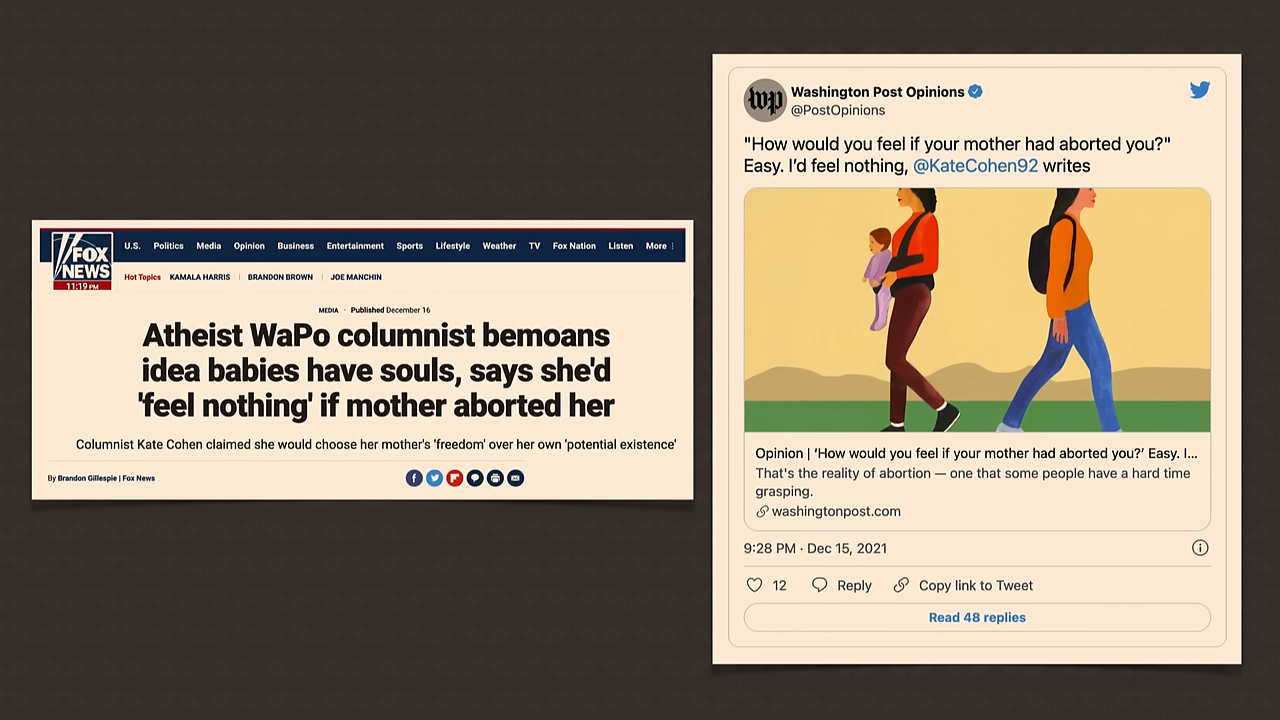 FOX
NEWS
11:19 PM
U.S. Politics Media Opinion Business Entertainment Sports Lifestyle Weather TV Fox Nation Listen More
Hot Topics KAMALA HARRIS BRANDON BROWN JOE MANCHIN
MEDIA · Published December 16
Atheist WaPo columnist bemoans
idea babies have souls, says she'd
'feel nothing' if mother aborted her
Columnist Kate Cohen claimed she would choose her mother's 'freedom' over her own 'potential existence'
By Brandon Gillespie | Fox News
wp
Washington Post Opinions
@PostOpinions
"How would you feel if your mother had aborted you?"
Easy. I’d feel nothing, @KateCohen92 writes
Opinion | ‘How would you feel if your mother had aborted you?’ Easy. I...
That's the reality of abortion — one that some people have a hard time
grasping.
washingtonpost.com
9:28 PM · Dec 15, 2021
12 Reply Copy link to Tweet
Read 48 replies